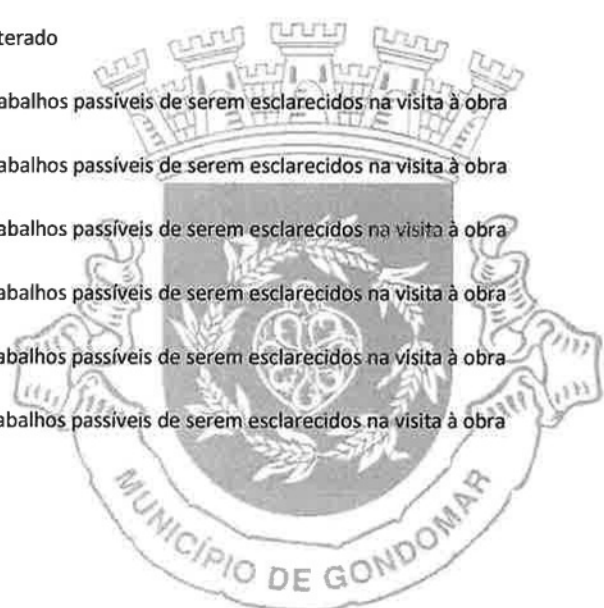 terado
abalhos passíveis de serem esclarecidos na visita à obra
abalhos passíveis de serem esclarecidos na visita à obra
abalhos passíveis de serem esclarecidos na visita à obra
abalhos passíveis de serem esclarecidos na visita à obra
abalhos passíveis de serem esclarecidos na visita à obra
abalhos passíveis de serem esclarecidos na visita à obra
MUNICÍPIO DE GONDOMAR